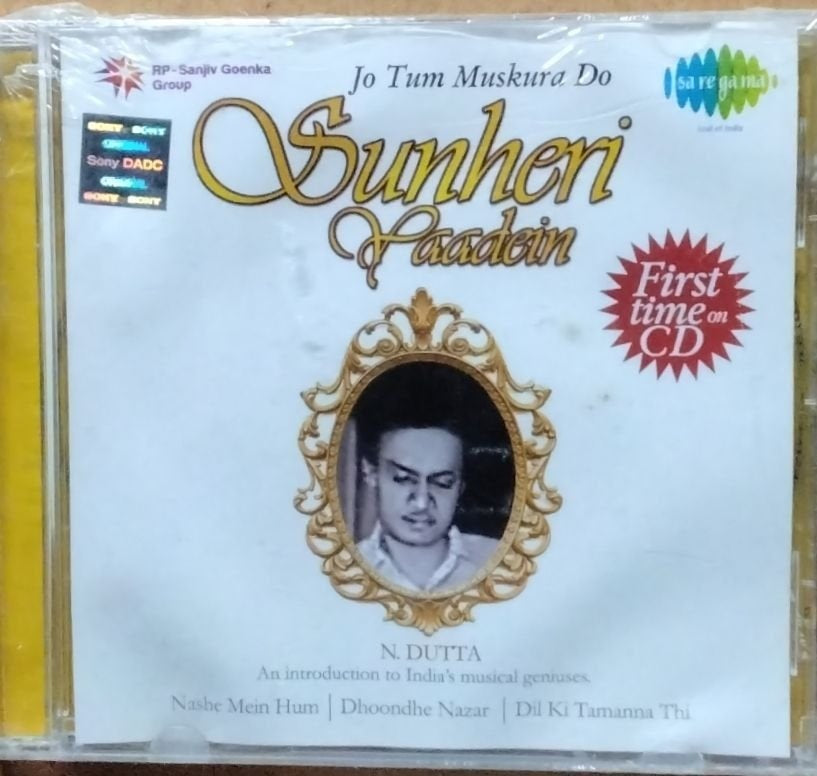 RP-Sanjiv Goenka
Group
Jo Tum Muskura Do
sa re ga ma
Sunheri
Yaadein
SONY SONY
Sony DADC
ORIGINAL
SONY SONY
First
time on
CD
N. DUTTA
An introduction to India's musical geniuses.
Nashe Mein Hum | Dhoondhe Nazar | Dil Ki Tamanna Thi